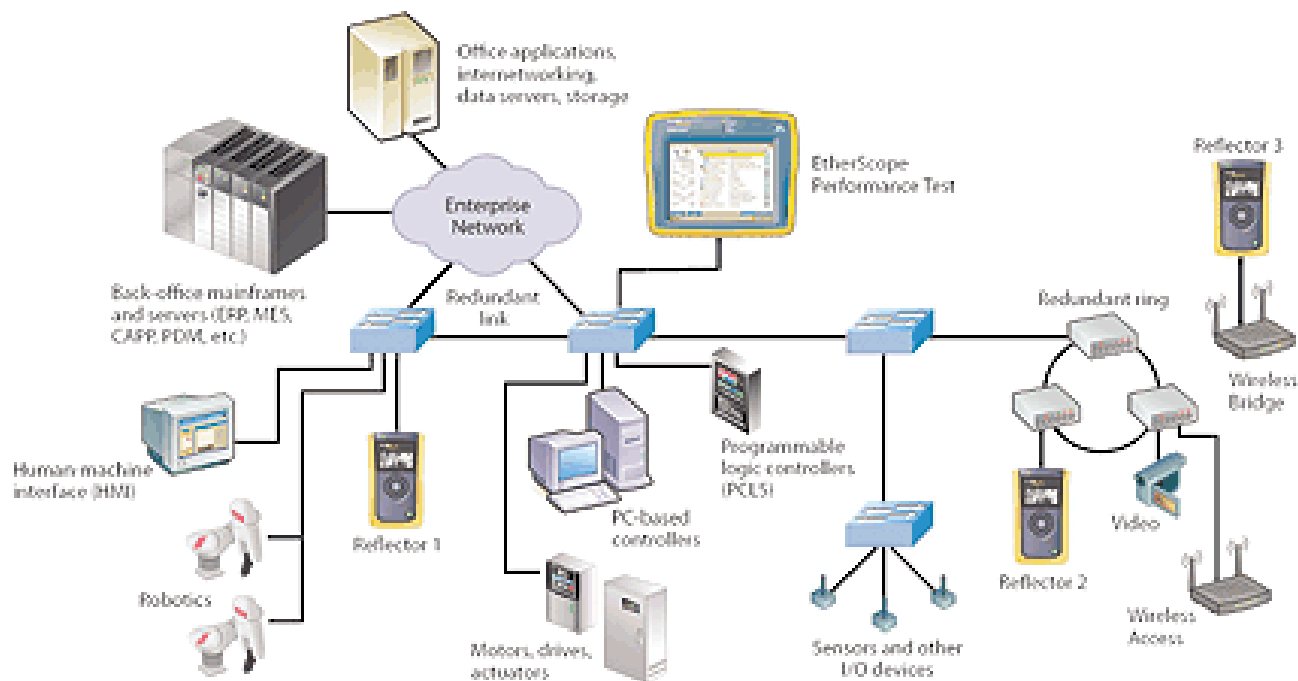 Office applications,
internetworking,
data servers, storage
EtherScope
Performance Test
Reflector 3
Enterprise
Network
Back-office mainframes
and servers (ERP, MES,
CAPP, PDM, etc.)
Redundant
link
Redundant ring
Wireless
Bridge
Human-machine
interface (HMI)
Reflector 1
PC-based
controllers
Programmable
logic controllers
(PCLS)
Video
Reflector 2
Robotics
Motors, drives,
actuators
Sensors and other
I/O devices
Wireless
Access